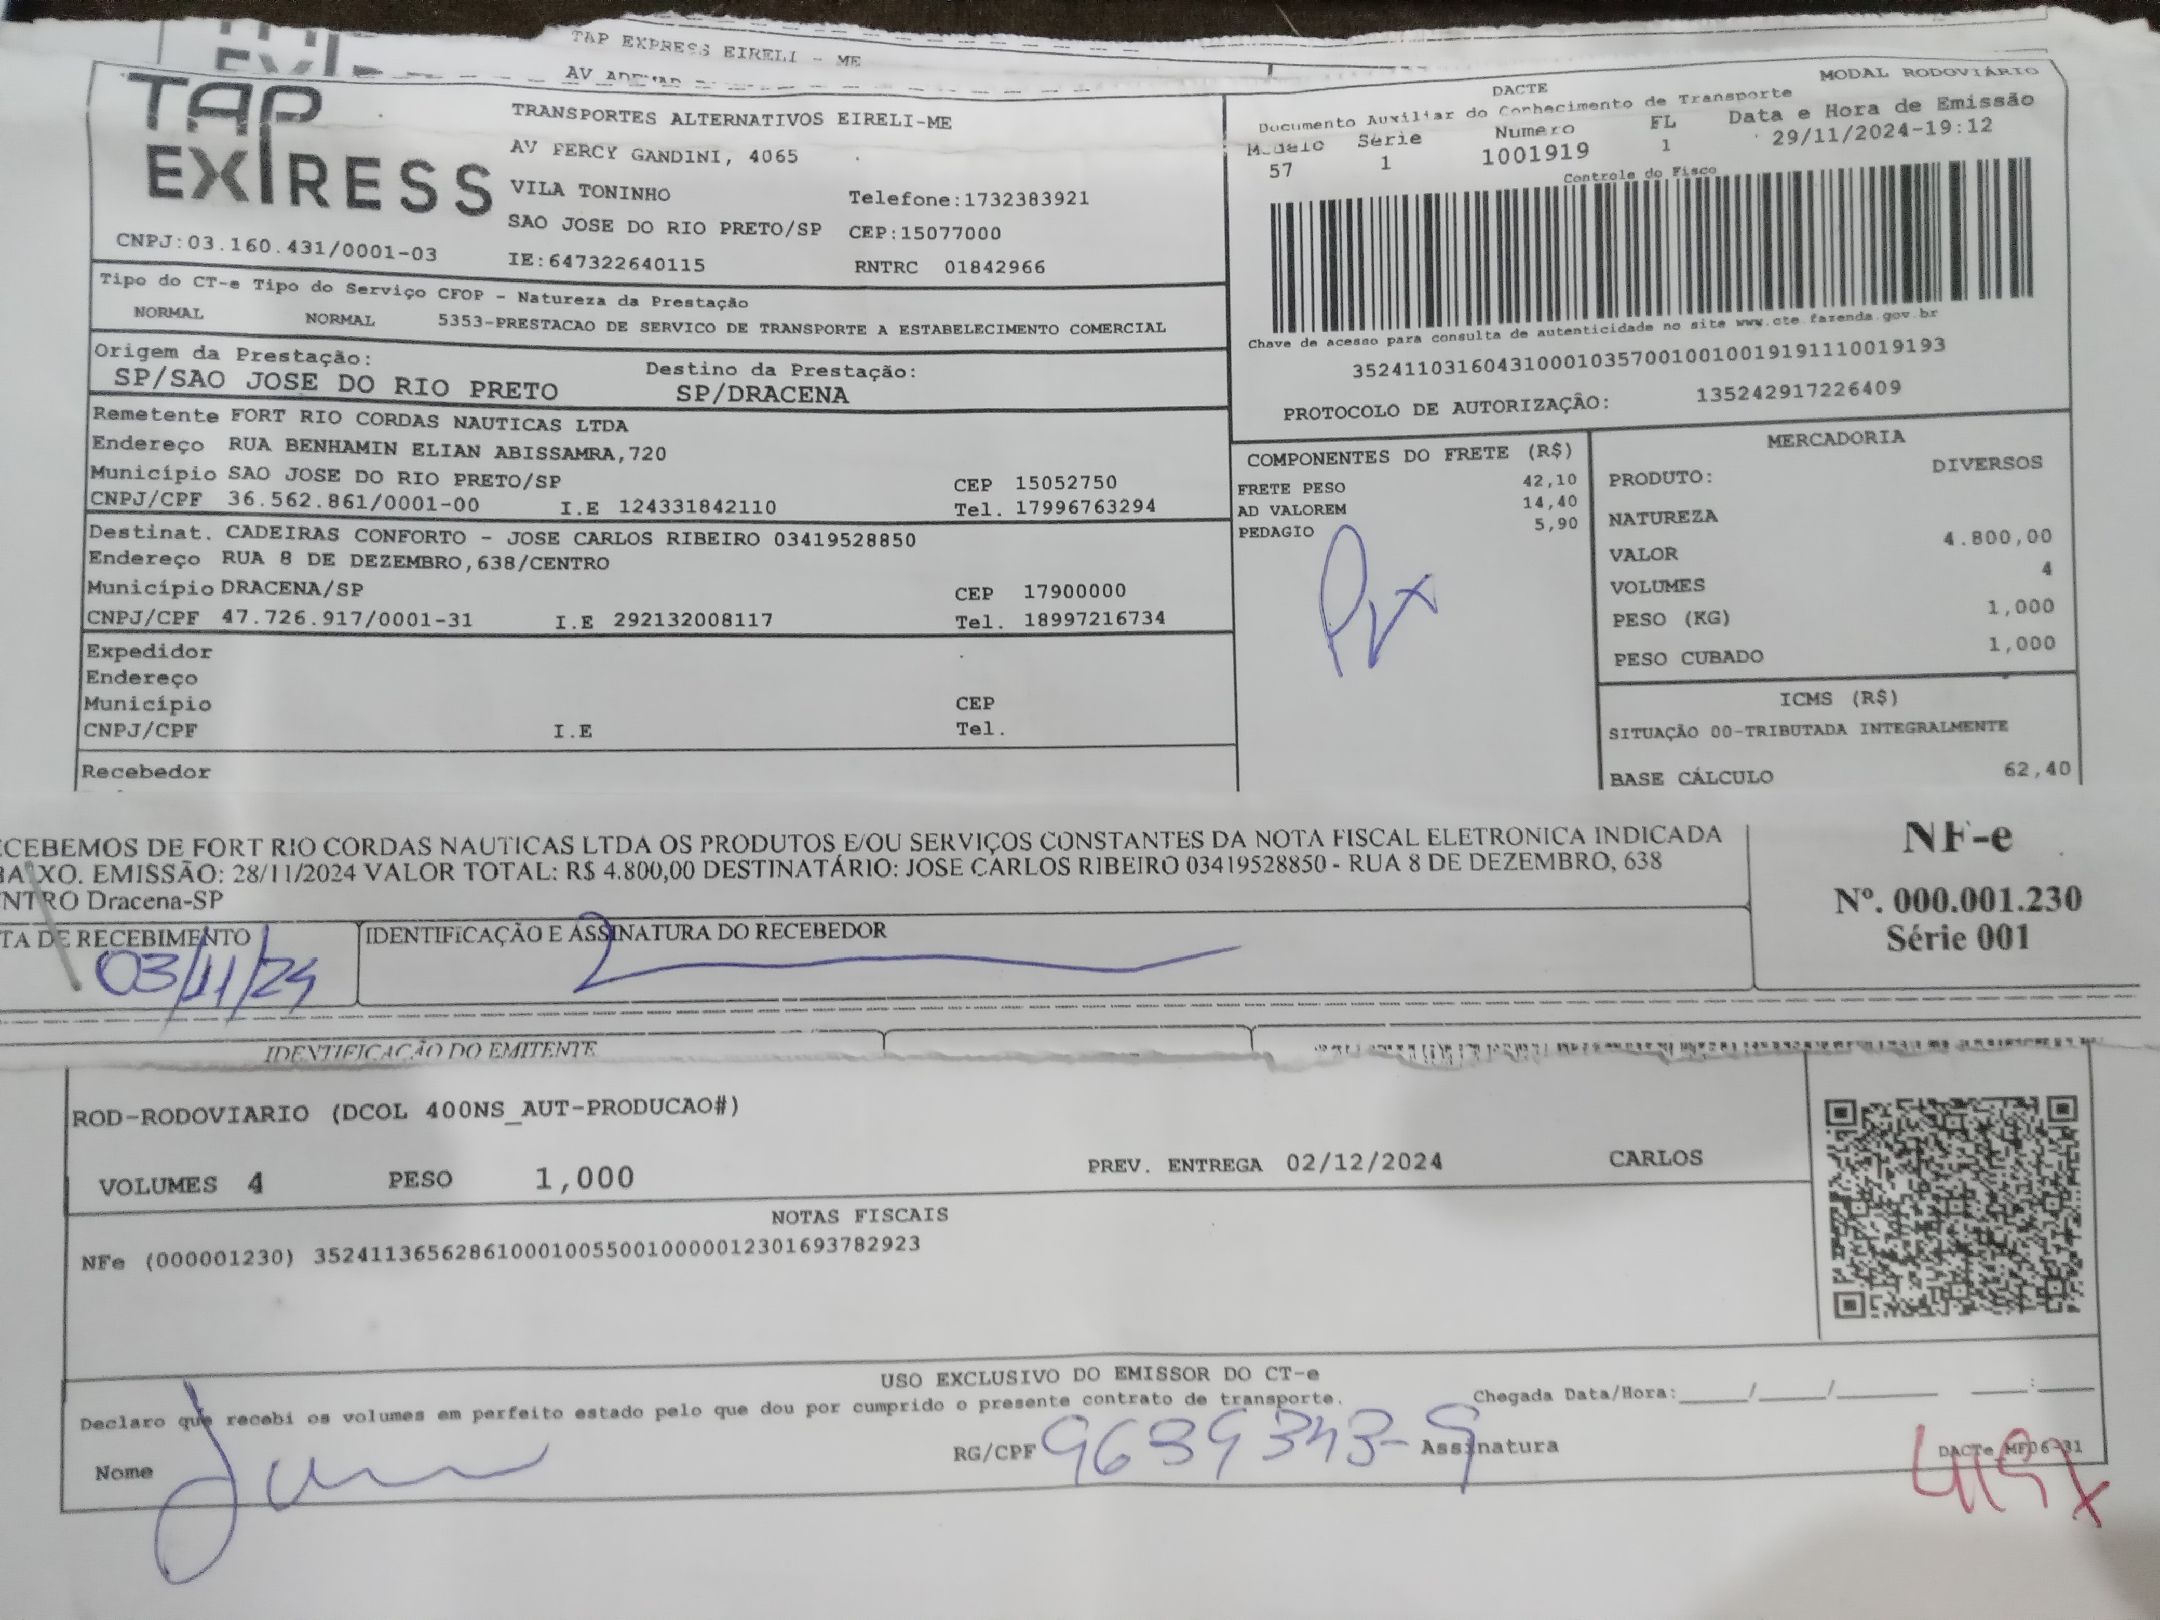 TAP EXPRESS EIRELI - ME
TAP EXPRESS
CNPJ:03.160.431/0001-03
TRANSPORTES ALTERNATIVOS EIRELI-ME
AV PERCY GANDINI, 4065
VILA TONINHO Telefone:1732383921
SAO JOSE DO RIO PRETO/SP CEP:15077000
IE:647322640115 RNTRC 01842966
DACTE MODAL RODOVIÁRIO
Documento Auxiliar do Conhecimento de Transporte
Modelo Série Numero FL Data e Hora de Emissão
57 1 1001919 1 29/11/2024-19:12
Controle do Fisco
Chave de acesso para consulta de autenticidade no site www.cte.fazenda.gov.br
35241103160431000103570010010019191110019193
PROTOCOLO DE AUTORIZAÇÃO: 135242917226409
Tipo do CT-e Tipo do Serviço CFOP - Natureza da Prestação
NORMAL NORMAL 5353-PRESTACAO DE SERVICO DE TRANSPORTE A ESTABELECIMENTO COMERCIAL
Origem da Prestação: Destino da Prestação:
SP/SAO JOSE DO RIO PRETO SP/DRACENA
Remetente FORT RIO CORDAS NAUTICAS LTDA
Endereço RUA BENHAMIN ELIAN ABISSAMRA,720
Município SAO JOSE DO RIO PRETO/SP CEP 15052750
CNPJ/CPF 36.562.861/0001-00 I.E 124331842110 Tel. 17996763294
Destinat. CADEIRAS CONFORTO - JOSE CARLOS RIBEIRO 03419528850
Endereço RUA 8 DE DEZEMBRO,638/CENTRO
Município DRACENA/SP CEP 17900000
CNPJ/CPF 47.726.917/0001-31 I.E 292132008117 Tel. 18997216734
Expedidor
Endereço
Município CEP
CNPJ/CPF I.E Tel.
Recebedor
COMPONENTES DO FRETE (R$)
FRETE PESO 42,10
AD VALOREM 14,40
PEDAGIO 5,90
MERCADORIA
PRODUTO: DIVERSOS
NATUREZA
VALOR 4.800,00
VOLUMES 4
PESO (KG) 1,000
PESO CUBADO 1,000
ICMS (R$)
SITUAÇÃO 00-TRIBUTADA INTEGRALMENTE
BASE CÁLCULO 62,40
CEBEMOS DE FORT RIO CORDAS NAUTICAS LTDA OS PRODUTOS E/OU SERVIÇOS CONSTANTES DA NOTA FISCAL ELETRONICA INDICADA
BAIXO. EMISSÃO: 28/11/2024 VALOR TOTAL: R$ 4.800,00 DESTINATÁRIO: JOSE CARLOS RIBEIRO 03419528850 - RUA 8 DE DEZEMBRO, 638
NTRO Dracena-SP
NF-e
Nº. 000.001.230
Série 001
TA DE RECEBIMENTO IDENTIFICAÇÃO E ASSINATURA DO RECEBEDOR
03/11/24
IDENTIFICAÇÃO DO EMITENTE
ROD-RODOVIARIO (DCOL 400NS_AUT-PRODUCAO#)
VOLUMES 4 PESO 1,000 PREV. ENTREGA 02/12/2024 CARLOS
NOTAS FISCAIS
NFe (000001230) 35241136562861000100550010000012301693782923
USO EXCLUSIVO DO EMISSOR DO CT-e
Declaro que recebi os volumes em perfeito estado pelo que dou por cumprido o presente contrato de transporte. Chegada Data/Hora:____/____/______ ___:___
Nome RG/CPF 9639343-9 Assinatura DACTe MF06-31